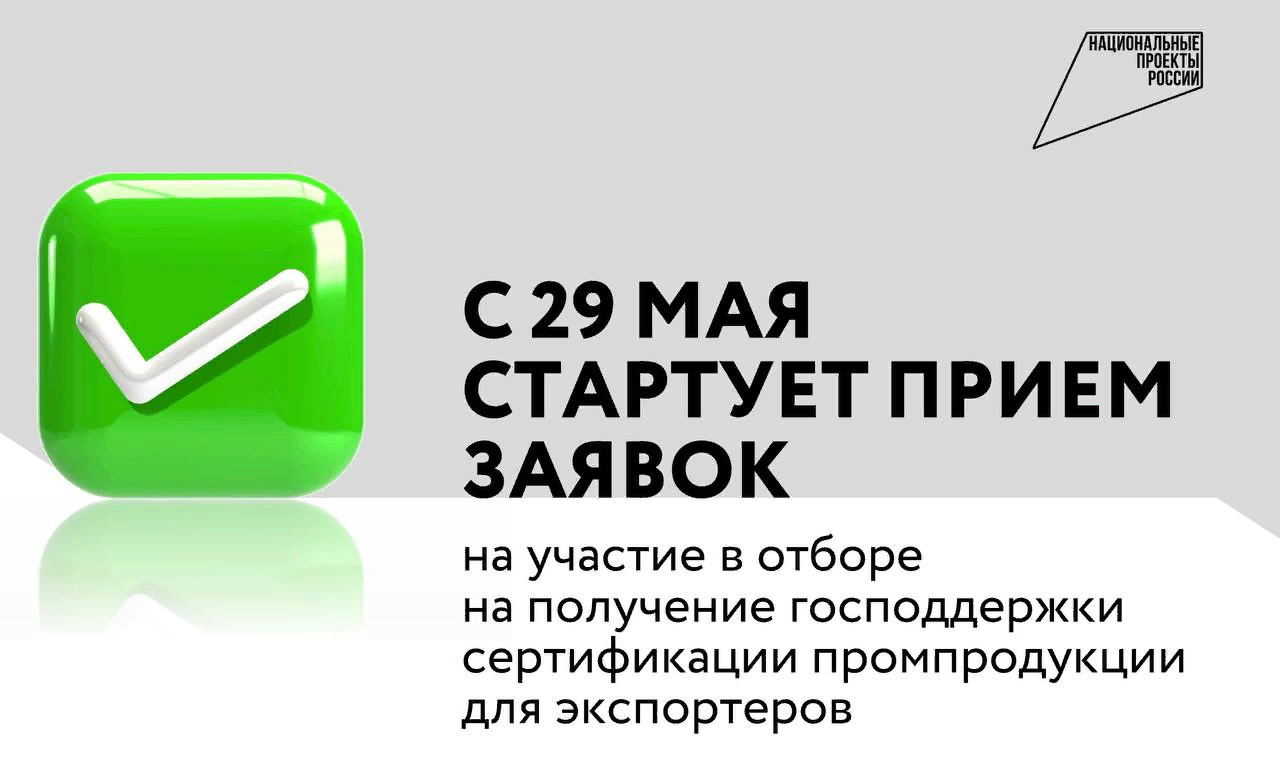 НАЦИОНАЛЬНЫЕ
ПРОЕКТЫ
РОССИИ
С 29 МАЯ
СТАРТУЕТ ПРИЕМ
ЗАЯВОК
на участие в отборе
на получение господдержки
сертификации промпродукции
для экспортеров